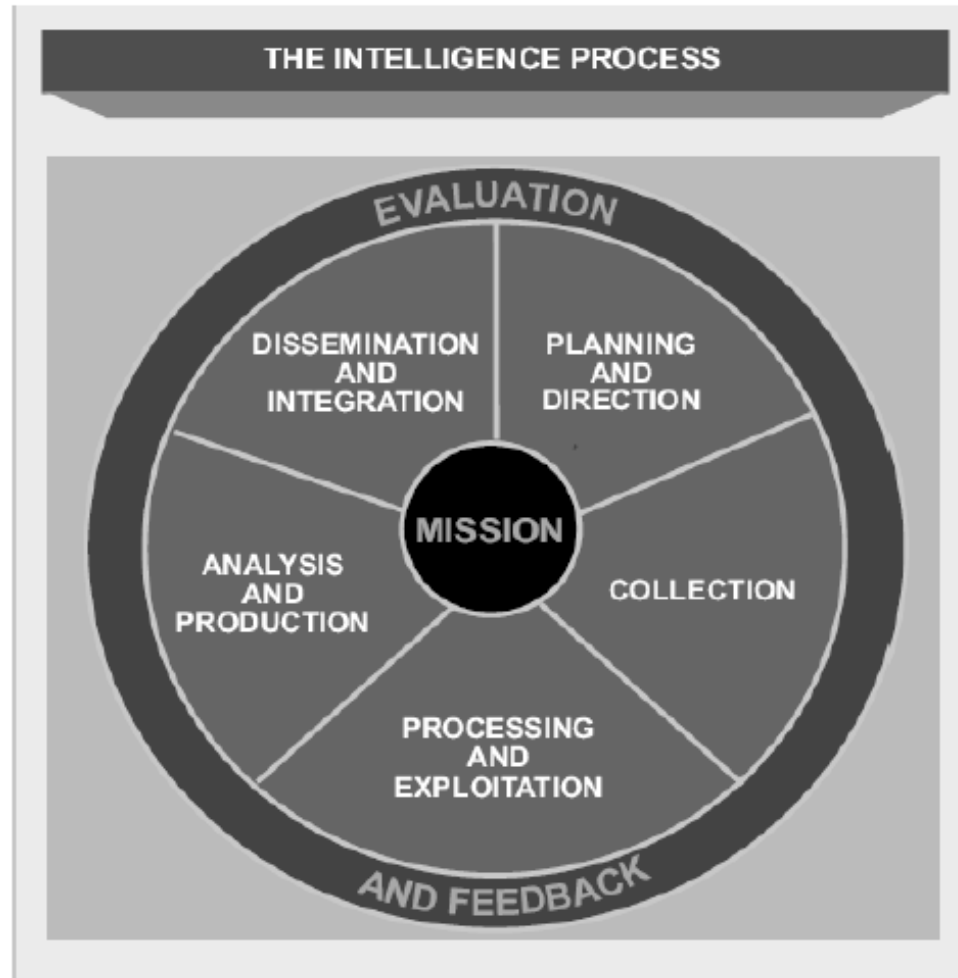 THE INTELLIGENCE PROCESS
EVALUATION
DISSEMINATION
AND
INTEGRATION
PLANNING
AND
DIRECTION
MISSION
ANALYSIS
AND
PRODUCTION
COLLECTION
PROCESSING
AND
EXPLOITATION
AND FEEDBACK